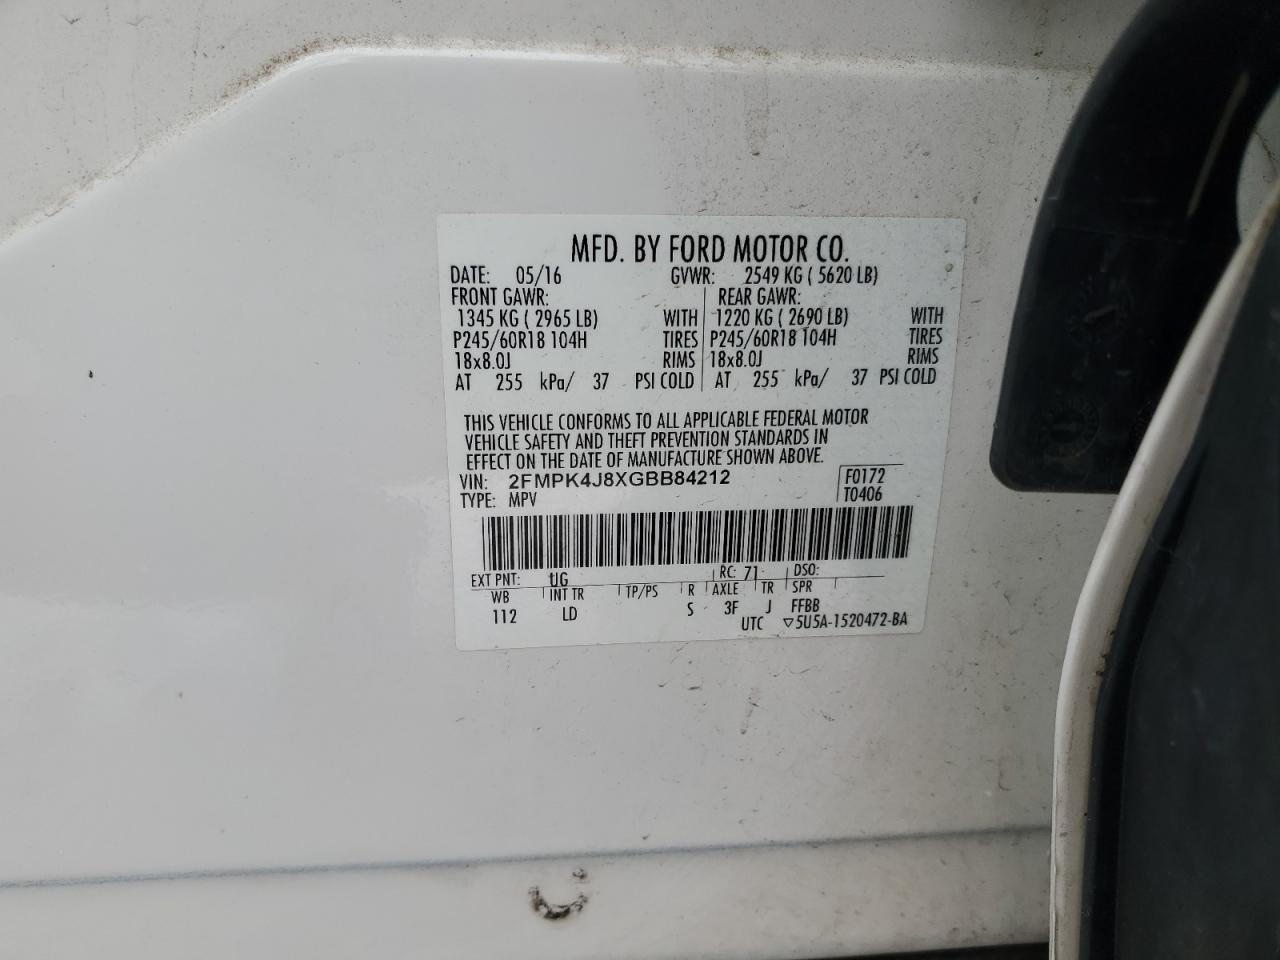 MFD. BY FORD MOTOR CO.
DATE: 05/16 GVWR: 2549 KG ( 5620 LB)
FRONT GAWR: REAR GAWR:
1345 KG ( 2965 LB) WITH 1220 KG ( 2690 LB) WITH
P245/60R18 104H TIRES P245/60R18 104H TIRES
18x8.0J RIMS 18x8.0J RIMS
AT 255 kPa/ 37 PSI COLD AT 255 kPa/ 37 PSI COLD
THIS VEHICLE CONFORMS TO ALL APPLICABLE FEDERAL MOTOR
VEHICLE SAFETY AND THEFT PREVENTION STANDARDS IN
EFFECT ON THE DATE OF MANUFACTURE SHOWN ABOVE.
VIN: 2FMPK4J8XGBB84212 F0172
TYPE: MPV T0406
EXT PNT: UG RC: 71 DSO:
WB INT TR TP/PS R AXLE TR SPR
112 LD S 3F J FFBB
UTC ▽5U5A-1520472-BA